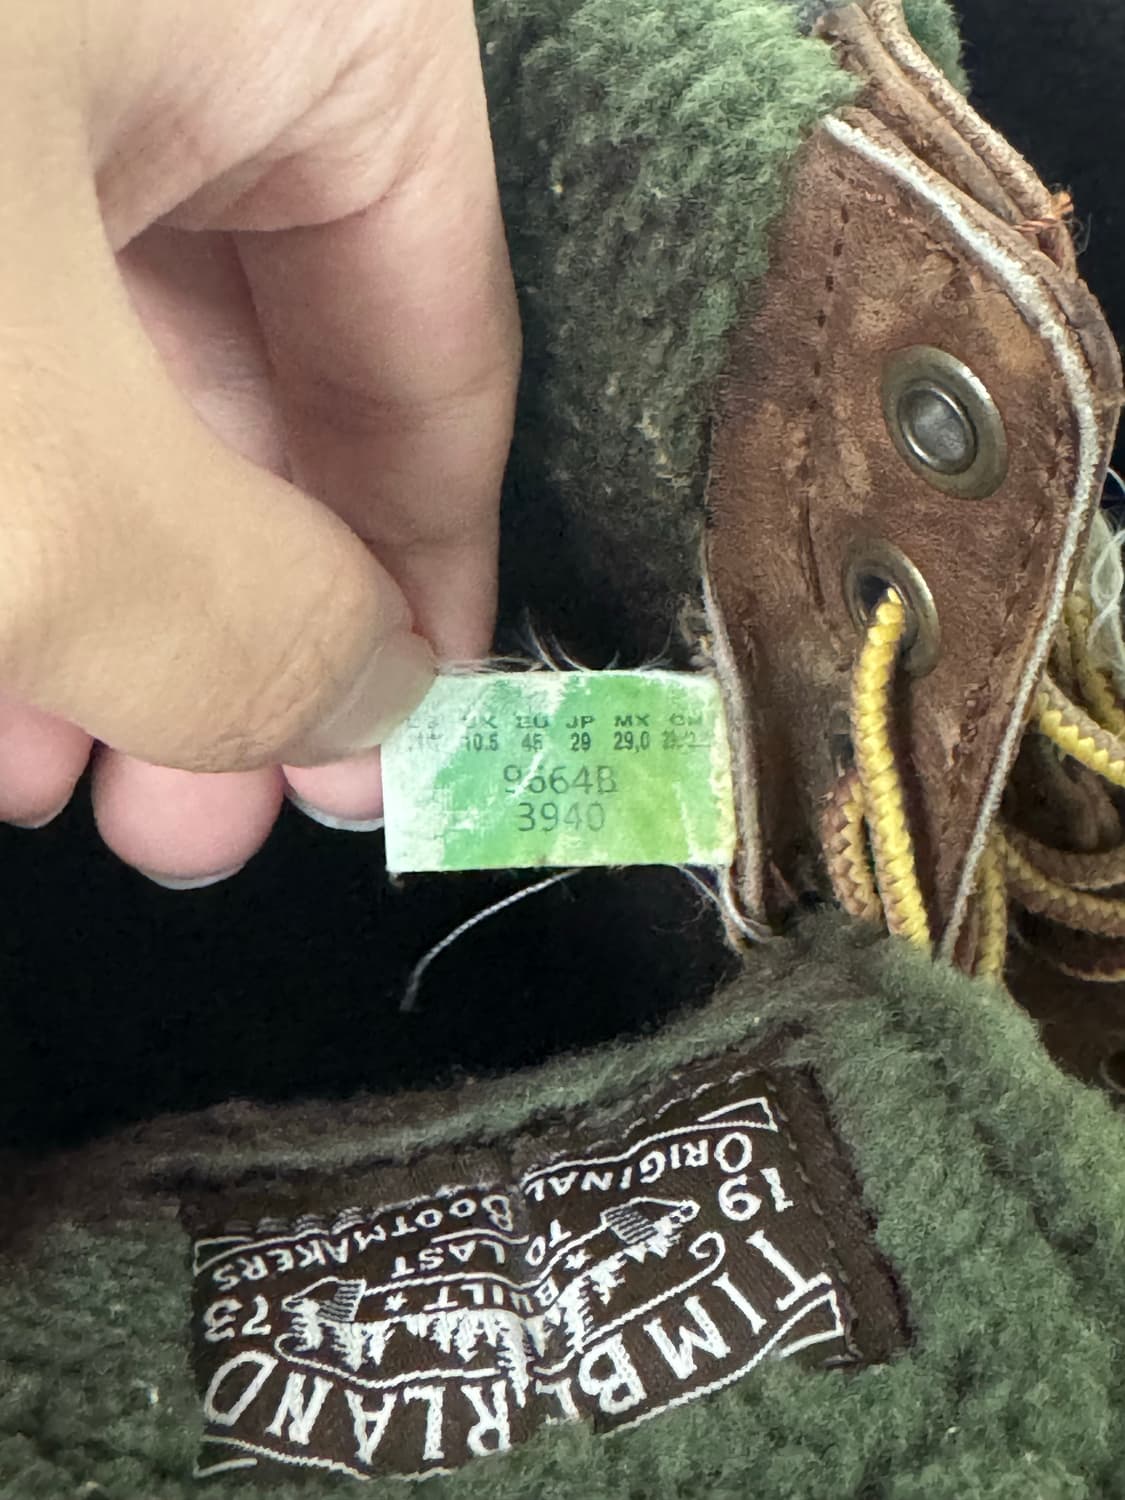 UK EU JP MX
10.5 45 29 29,0
9664B
3940
TIMBERLAND
19 73
BUILT * TO * LAST
ORIGINAL BOOTMAKERS